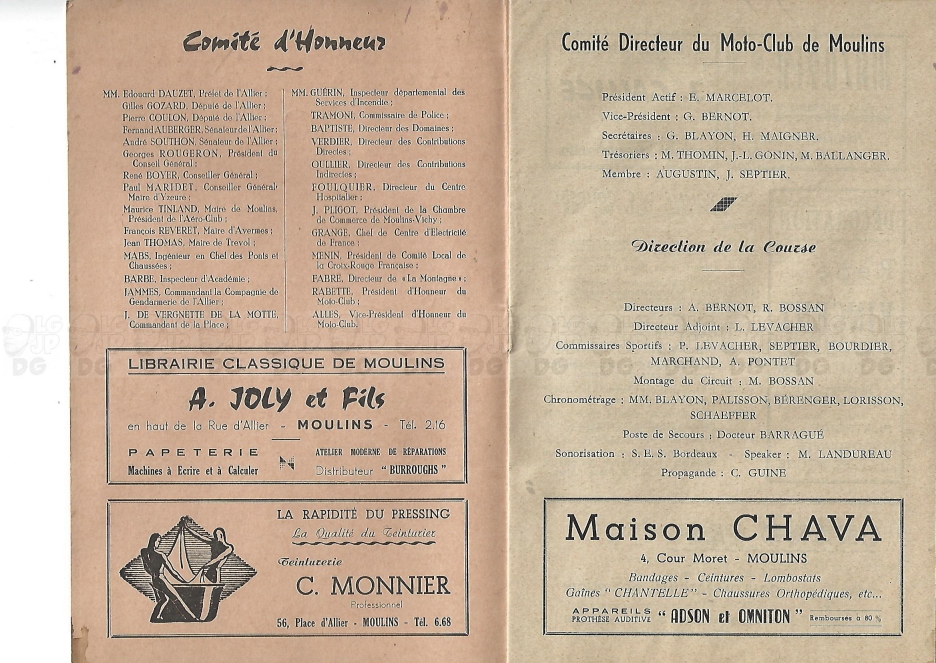 Comité d'Honneur
MM. Edouard DAUZET, Préfet de l'Allier ;
Gilles GOZARD, Député de l'Allier ;
Pierre COULON, Député de l'Allier ;
Fernand AUBERGER, Sénateur de l'Allier ;
André SOUTHON, Sénateur de l'Allier ;
Georges ROUGERON, Président du
Conseil Général ;
René BOYER, Conseiller Général ;
Paul MARIDET, Conseiller Général
Maire d'Yzeure ;
Maurice TINLAND, Maire de Moulins,
Président de l'Aéro-Club ;
François REVERET, Maire d'Avermes ;
Jean THOMAS, Maire de Trevol ;
MABS, Ingénieur en Chef des Ponts et
Chaussées ;
BARBE, Inspecteur d'Académie ;
JAMMES, Commandant la Compagnie de
Gendarmerie de l'Allier ;
J. DE VERGNETTE DE LA MOTTE,
Commandant de la Place ;
MM. GUÉRIN, Inspecteur départemental des
Services d'Incendie ;
TRAMONI, Commissaire de Police ;
BAPTISTE, Directeur des Domaines ;
VERDIER, Directeur des Contributions
Directes ;
OULLIER, Directeur des Contributions
Indirectes ;
FOULQUIER, Directeur du Centre
Hospitalier ;
J. PLIGOT, Président de la Chambre
de Commerce de Moulins-Vichy ;
GRANGE, Chef de Centre d'Electricité
de France ;
MENIN, Président de Comité Local de
la Croix-Rouge Française ;
FABRE, Directeur de « La Montagne » ;
RABETTE, Président d'Honneur du
Moto-Club ;
ALLES, Vice-Président d'Honneur du
Moto-Club.
LIBRAIRIE CLASSIQUE DE MOULINS
A. JOLY et Fils
en haut de la Rue d'Allier - MOULINS - Tél. 2.16
PAPETERIE
Machines à Ecrire et à Calculer
ATELIER MODERNE DE RÉPARATIONS
Distributeur "BURROUGHS"
LA RAPIDITÉ DU PRESSING
La Qualité du Teinturier
Teinturerie
C. MONNIER
Professionnel
56, Place d'Allier - MOULINS - Tél. 6.68
Comité Directeur du Moto-Club de Moulins
Président Actif : E. MARCELOT.
Vice-Président : G. BERNOT.
Secrétaires : G. BLAYON, H. MAIGNER.
Trésoriers : M. THOMIN, J.-L. GONIN, M. BALLANGER.
Membre : AUGUSTIN, J. SEPTIER.
Direction de la Course
Directeurs : A. BERNOT, R. BOSSAN
Directeur Adjoint : L. LEVACHER
Commissaires Sportifs : P. LEVACHER, SEPTIER, BOURDIER,
MARCHAND, A. PONTET
Montage du Circuit : M. BOSSAN
Chronométrage : MM. BLAYON, PALISSON, BÉRENGER, LORISSON,
SCHAEFFER
Poste de Secours : Docteur BARRAGUÉ
Sonorisation : S. E. S. Bordeaux - Speaker : M. LANDUREAU
Propagande : C. GUINE
Maison CHAVA
4, Cour Moret - MOULINS
Bandages - Ceintures - Lombostats
Gaînes "CHANTELLE" - Chaussures Orthopédiques, etc...
APPAREILS
PROTHÈSE AUDITIVE "ADSON et OMNITON" Remboursés à 80 %